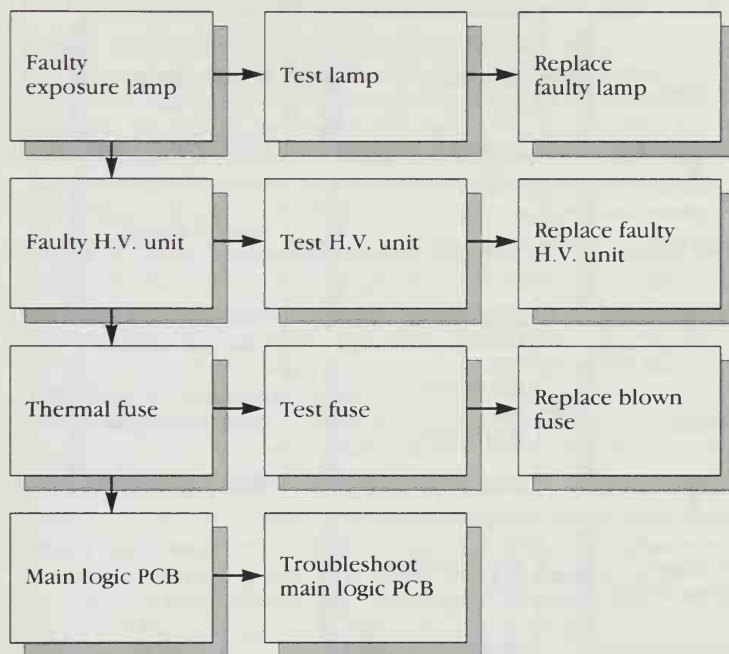 Faulty
exposure lamp
Test lamp
Replace
faulty lamp
Faulty H.V. unit
Test H.V. unit
Replace faulty
H.V. unit
Thermal fuse
Test fuse
Replace blown
fuse
Main logic PCB
Troubleshoot
main logic PCB